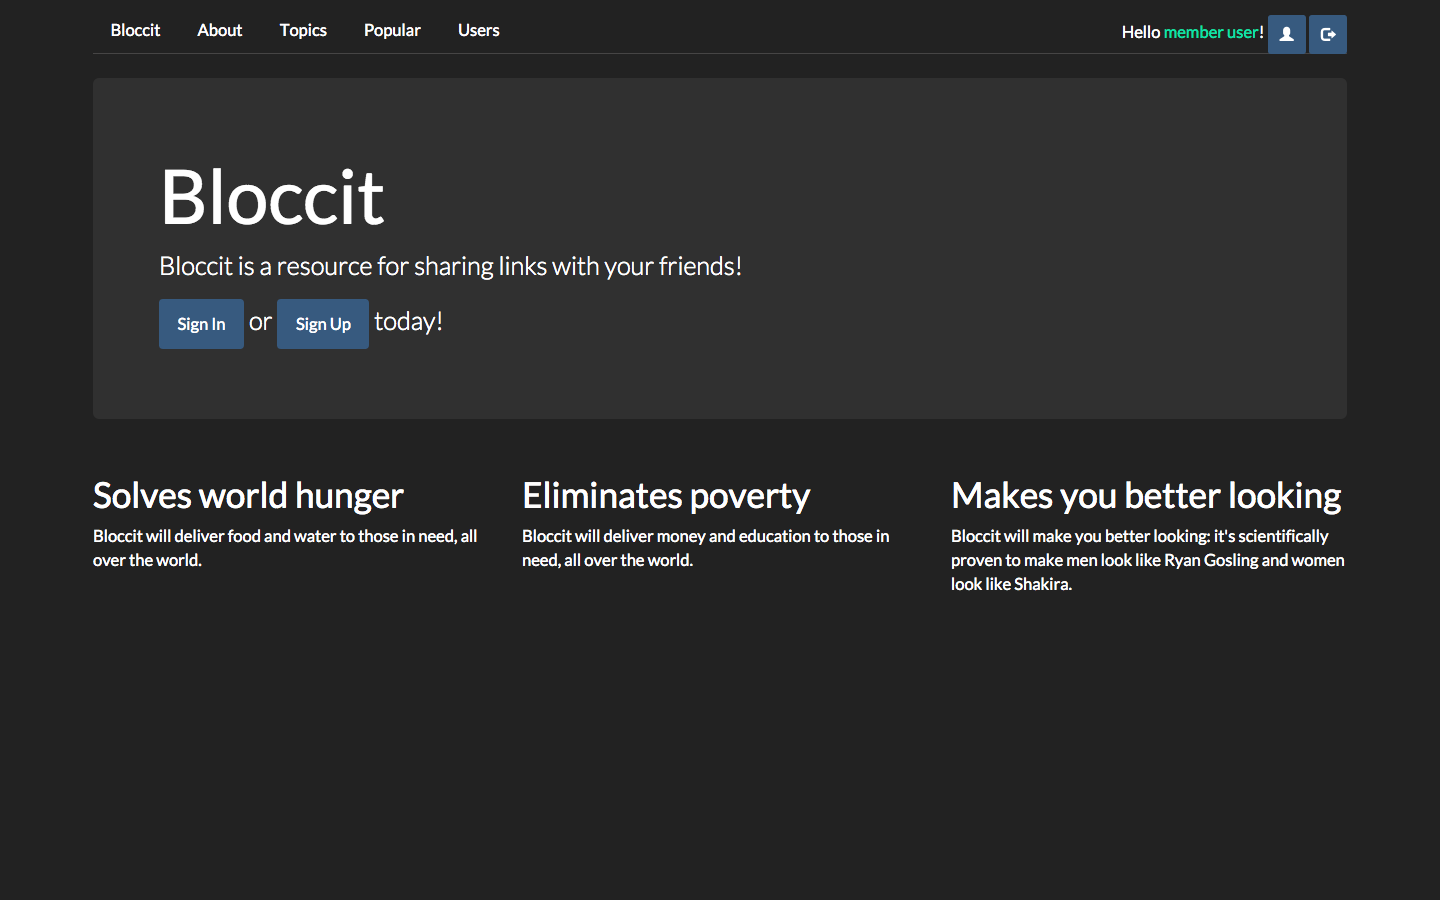 Bloccit About Topics Popular Users Hello member user!
Bloccit
Bloccit is a resource for sharing links with your friends!
Sign In or Sign Up today!
Solves world hunger
Bloccit will deliver food and water to those in need, all
over the world.
Eliminates poverty
Bloccit will deliver money and education to those in
need, all over the world.
Makes you better looking
Bloccit will make you better looking: it's scientifically
proven to make men look like Ryan Gosling and women
look like Shakira.